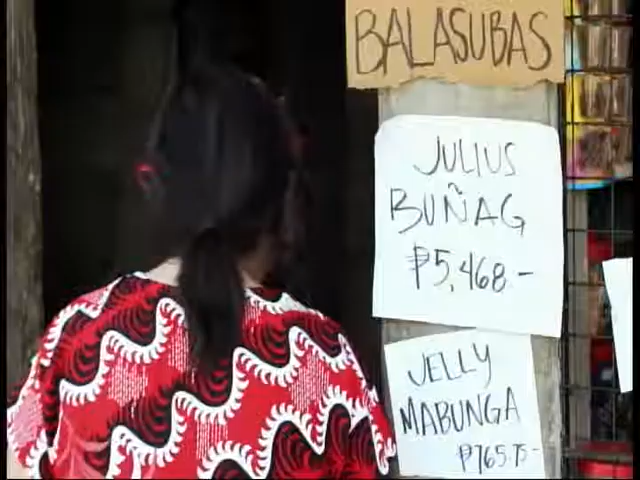 BALASUBAS
JULIUS
BUÑAG
₱5,468-
JELLY
MABUNGA
₱765.75-